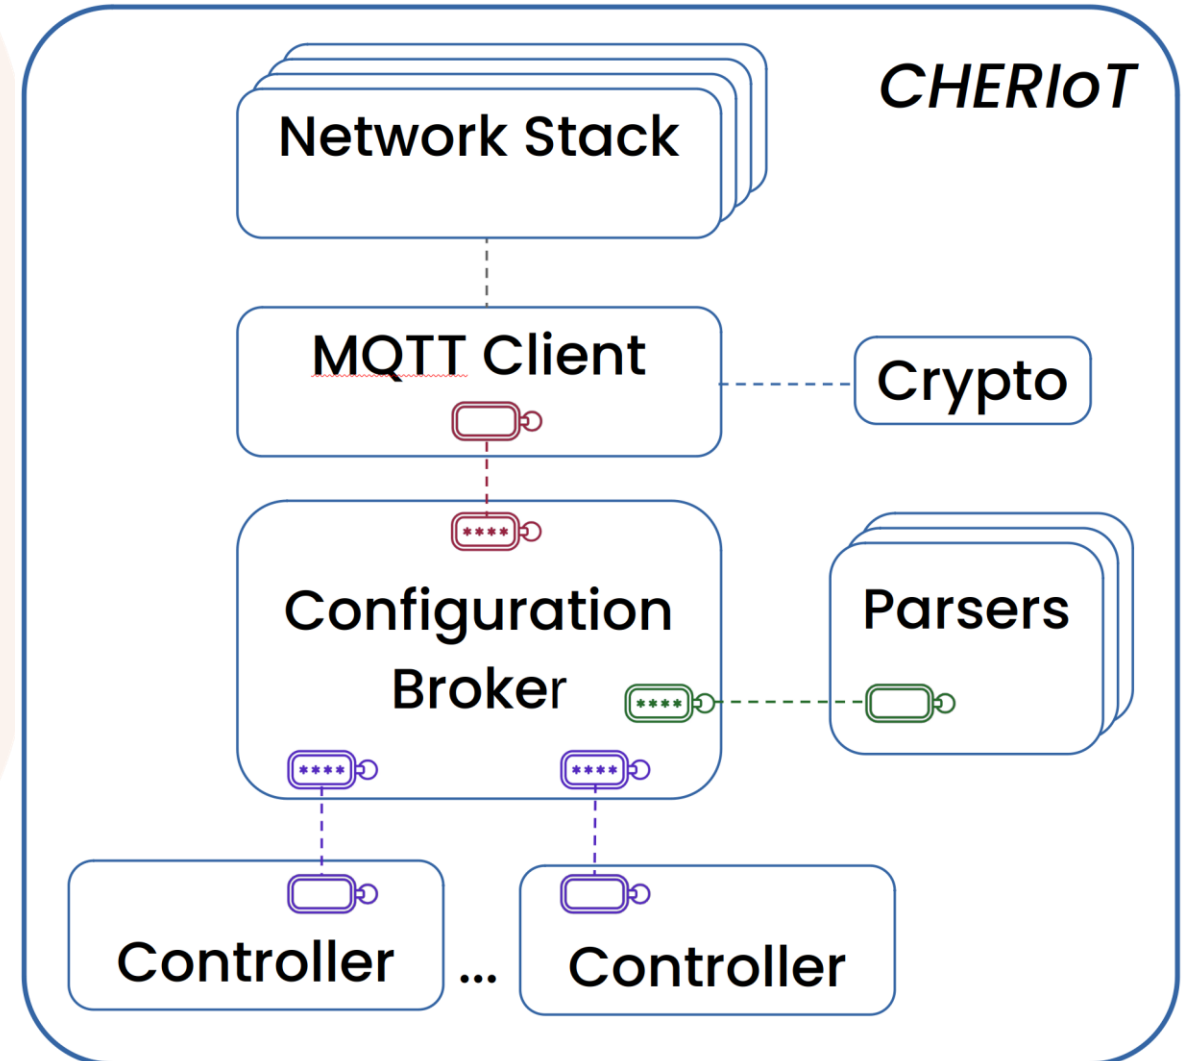 CHERIoT
Network Stack
MQTT Client
Crypto
****
Configuration
Broker
Parsers
****
****
****
Controller
...
Controller